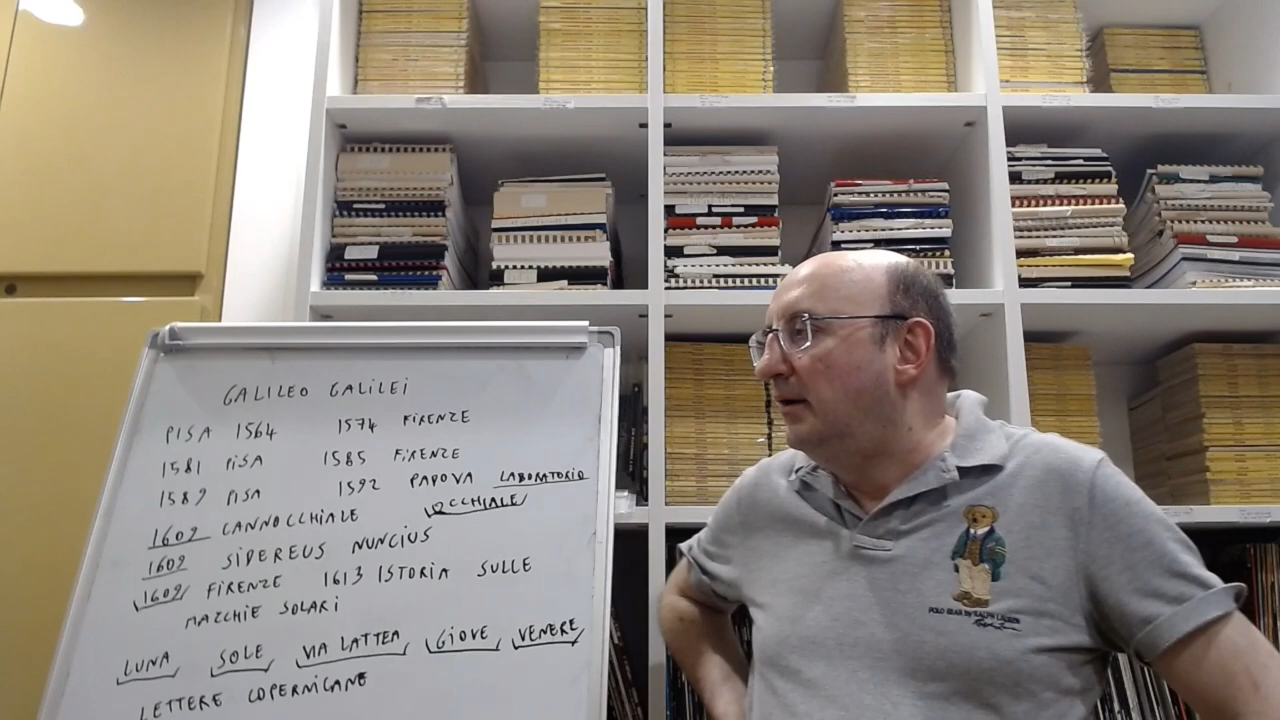 GALILEO GALILEI
PISA 1564 1574 FIRENZE
1581 PISA 1585 FIRENZE
1589 PISA 1592 PADOVA LABORATORIO
OCCHIALE
1609 CANNOCCHIALE
1609 SIDEREUS NUNCIUS
1609 FIRENZE 1613 ISTORIA SULLE
MACCHIE SOLARI
LUNA SOLE VIA LATTEA GIOVE VENERE
LETTERE COPERNICANE
POLO BEAR by RALPH LAUREN